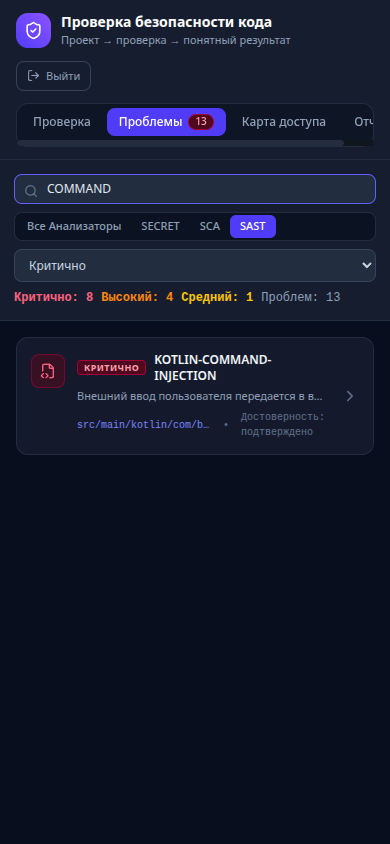 Проверка безопасности кода
Проект → проверка → понятный результат
Выйти
Проверка Проблемы 13 Карта доступа Отч
COMMAND
Все Анализаторы SECRET SCA SAST
Критично
Критично: 8 Высокий: 4 Средний: 1 Проблем: 13
КРИТИЧНО KOTLIN-COMMAND-
INJECTION
Внешний ввод пользователя передается в в...
src/main/kotlin/com/b… • Достоверность:
подтверждено